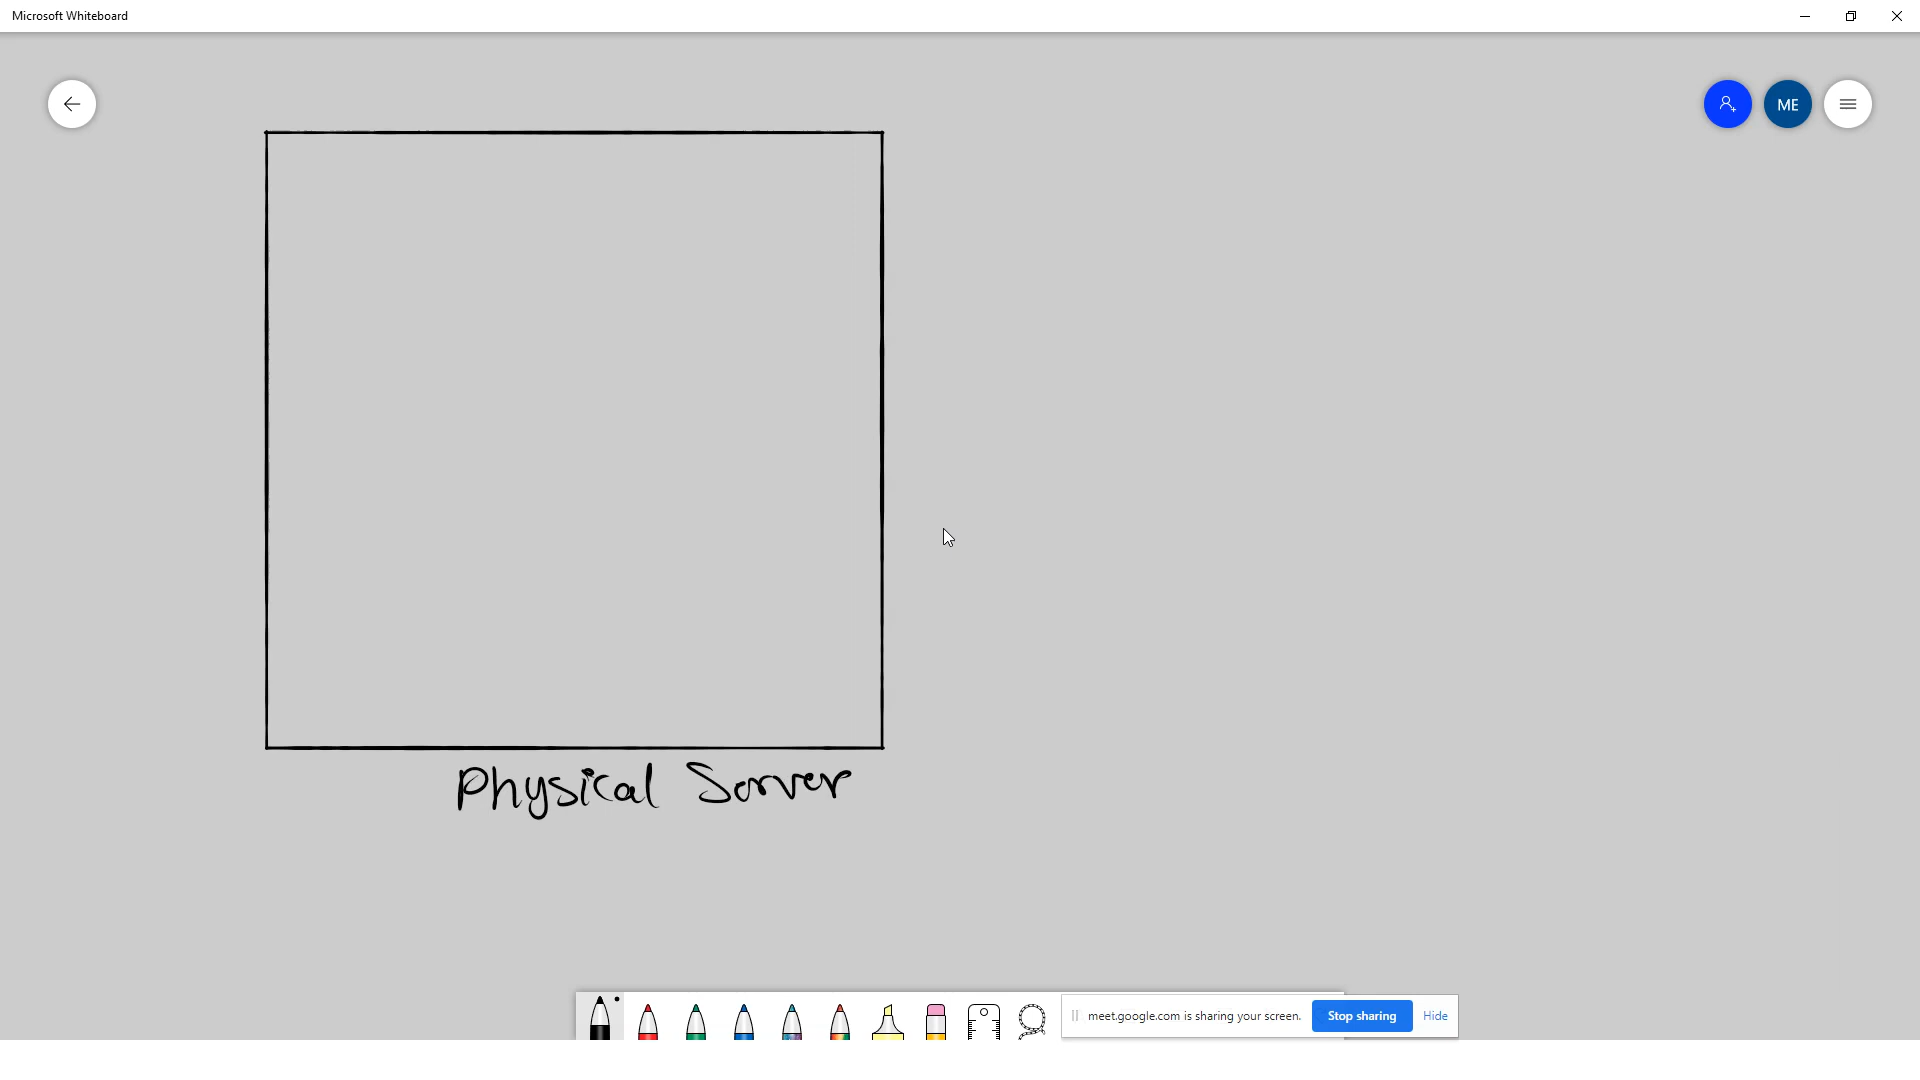 Microsoft Whiteboard
ME
Physical Server
meet.google.com is sharing your screen.
Stop sharing
Hide